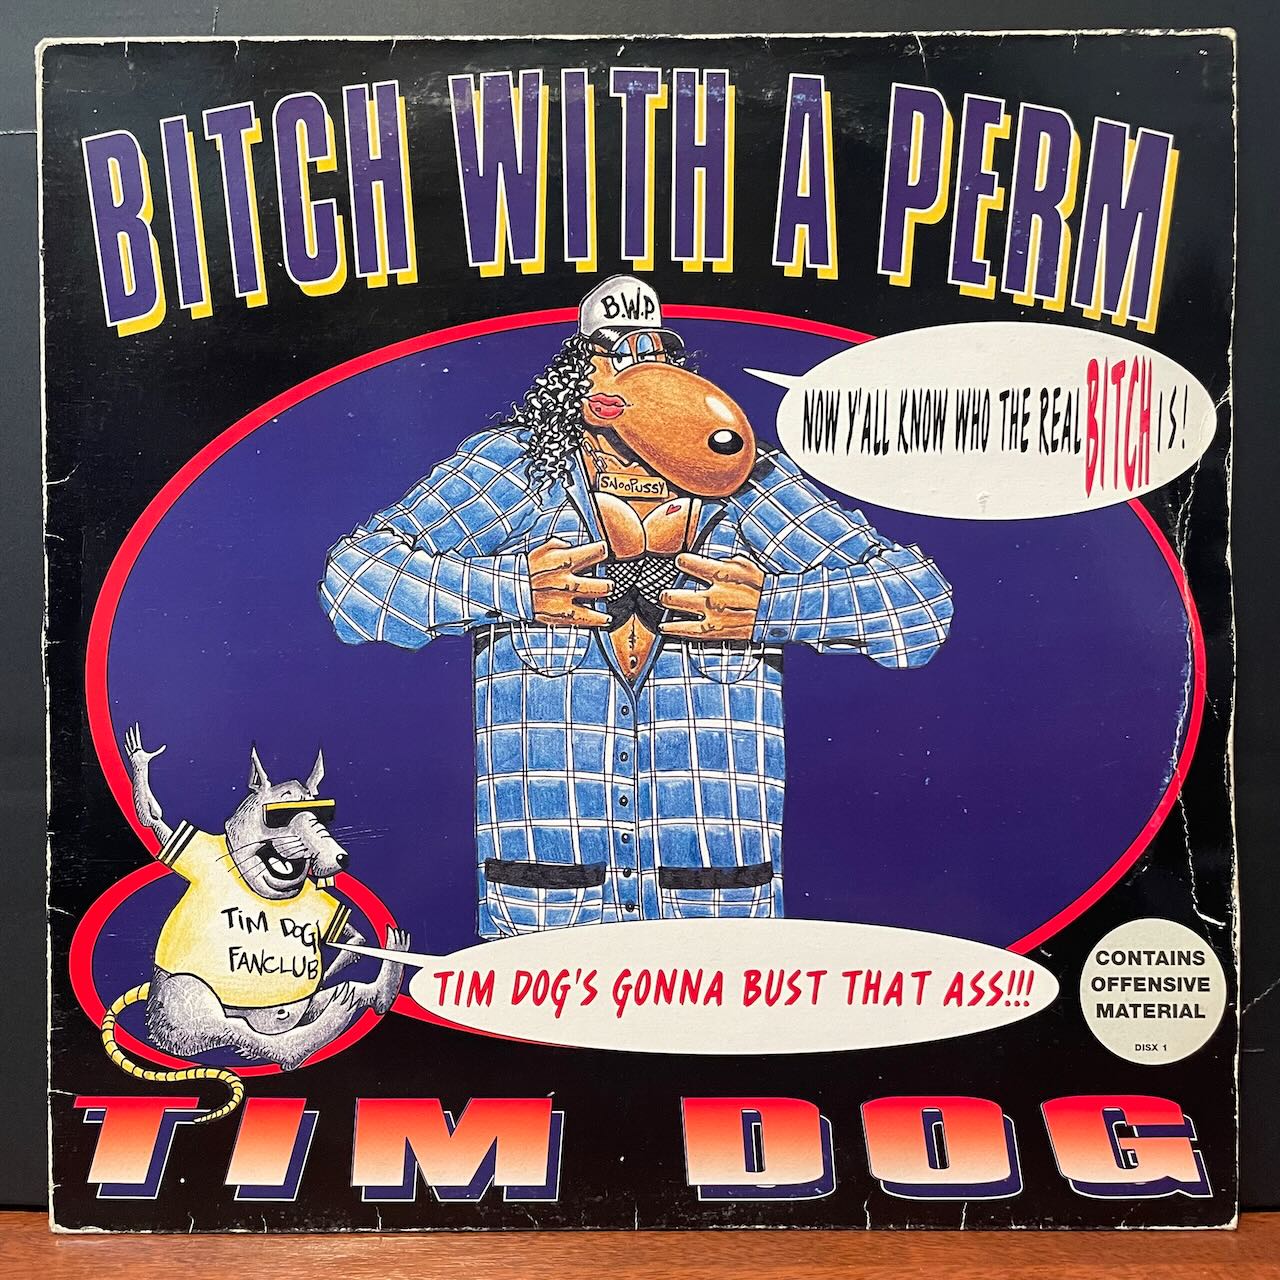 BITCH WITH A PERM
B.W.P.
NOW Y'ALL KNOW WHO THE REAL BITCH IS!
SNOOPUSSY
TIM DOG
FANCLUB
TIM DOG'S GONNA BUST THAT ASS!!!
CONTAINS
OFFENSIVE
MATERIAL
DISX 1
TIM DOG